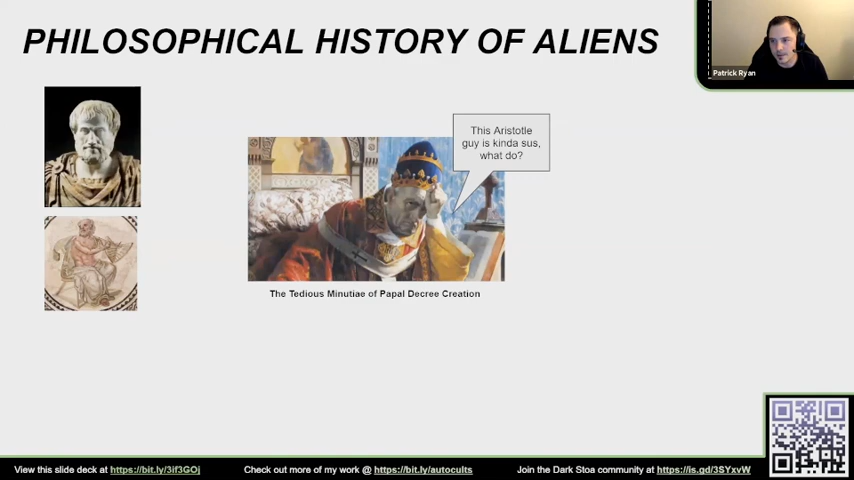 PHILOSOPHICAL HISTORY OF ALIENS
Patrick Ryan
This Aristotle
guy is kinda sus,
what do?
The Tedious Minutiae of Papal Decree Creation
View this slide deck at https://bit.ly/3if3GOj
Check out more of my work @ https://bit.ly/autocults
Join the Dark Stoa community at https://is.gd/3SYxvW